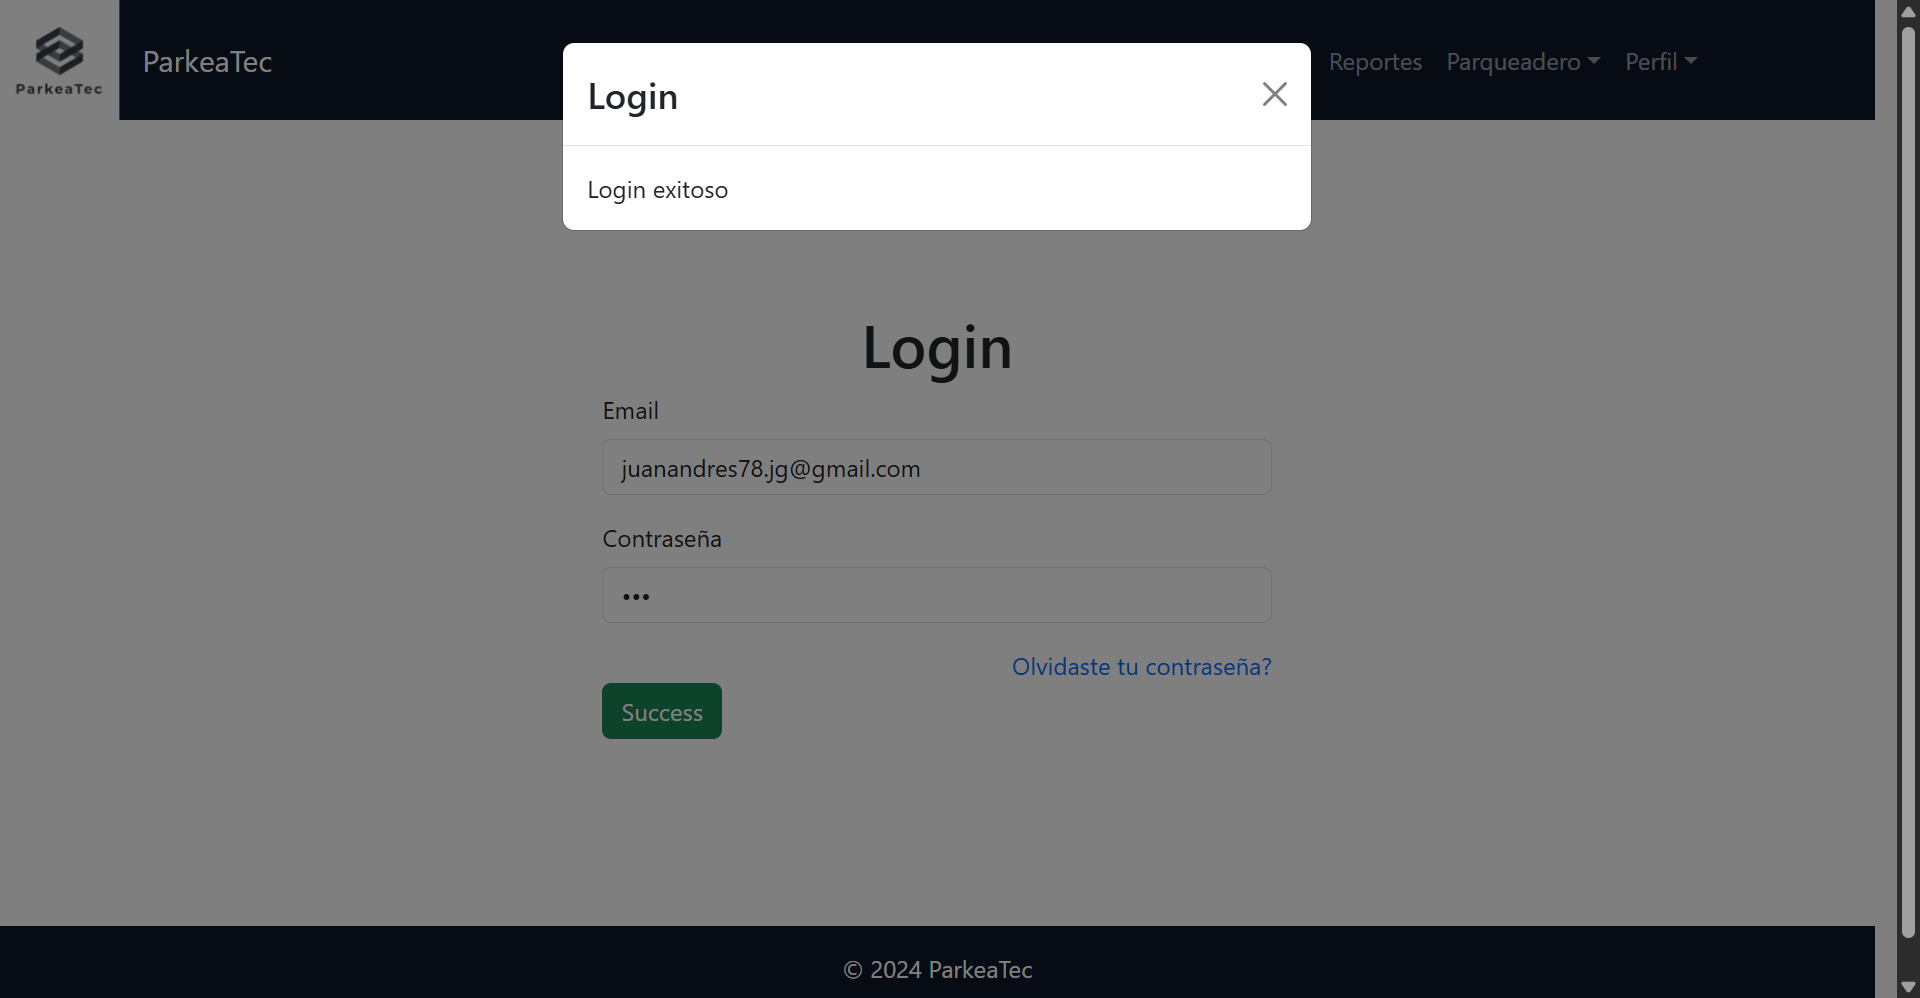 ParkeaTec
ParkeaTec
Reportes
Parqueadero
Perfil
Login
Login exitoso
Login
Email
juanandres78.jg@gmail.com
Contraseña
•••
Olvidaste tu contraseña?
Success
© 2024 ParkeaTec